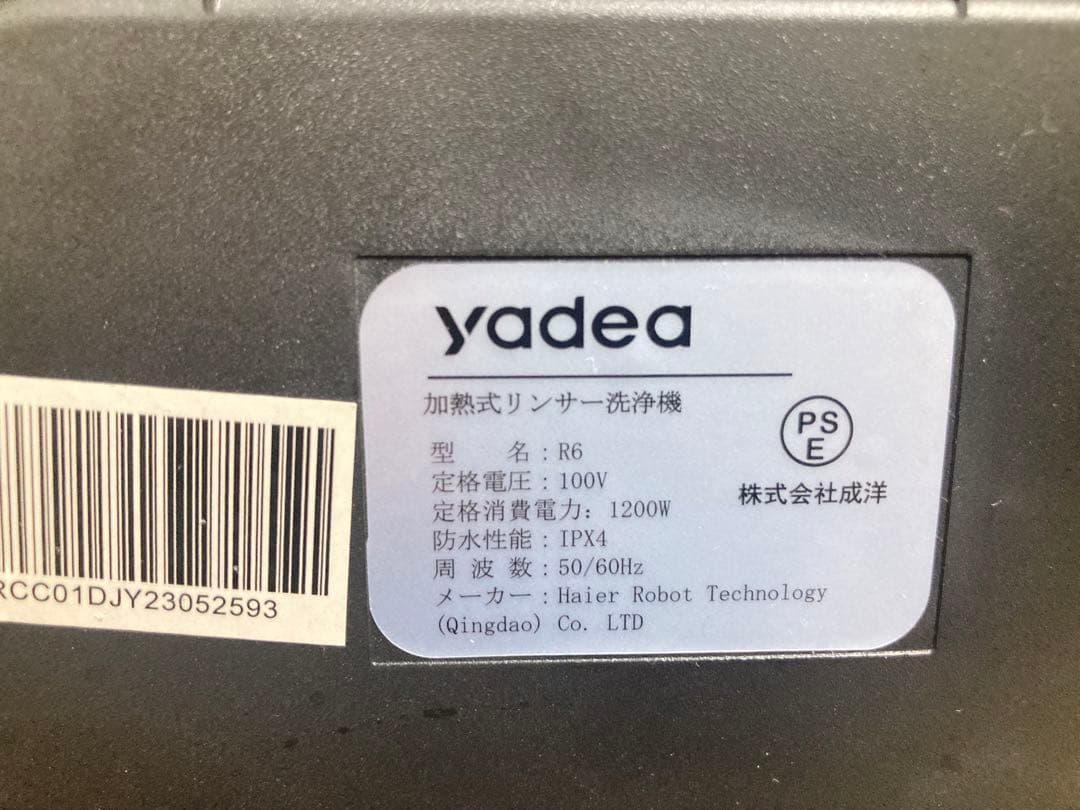 yadea
加熱式リンサー洗浄機
型　　名：R6
定格電圧：100V
定格消費電力：1200W
防水性能：IPX4
周 波 数：50/60Hz
メーカー：Haier Robot Technology
(Qingdao) Co. LTD
PS
E
株式会社成洋
RCC01DJY23052593